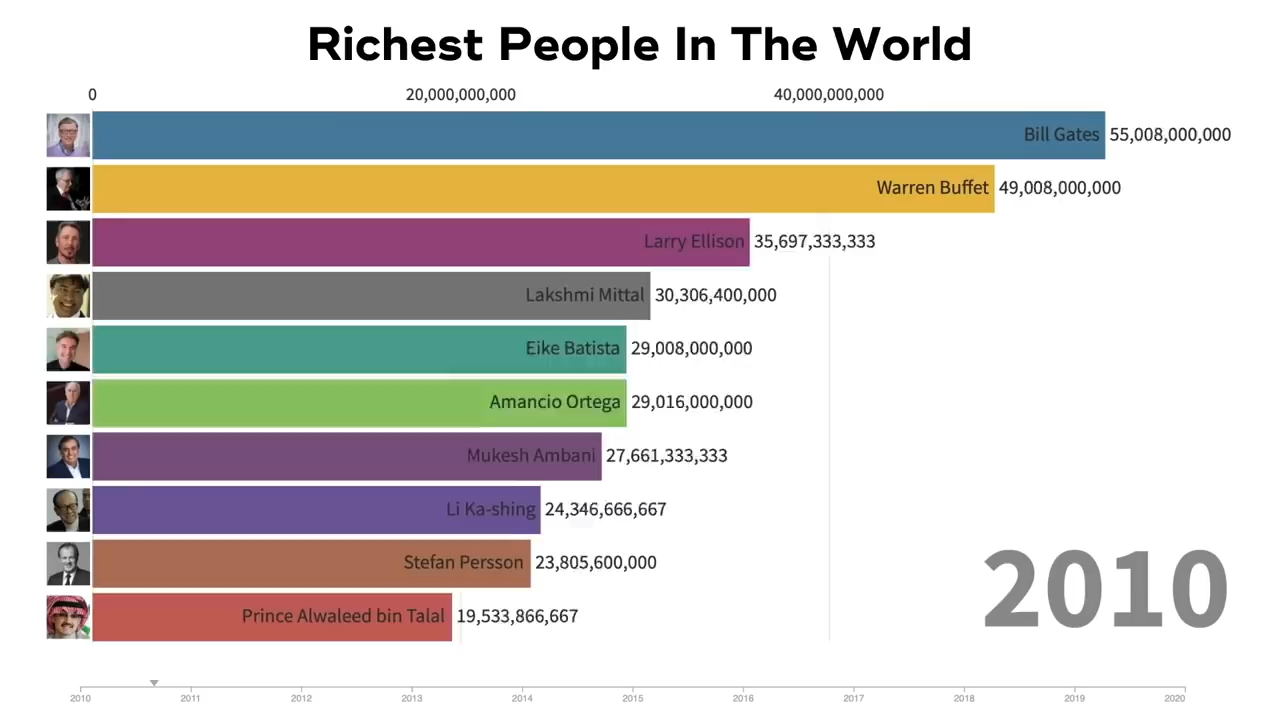 Richest People In The World
0 20,000,000,000 40,000,000,000
Bill Gates 55,008,000,000
Warren Buffet 49,008,000,000
Larry Ellison 35,697,333,333
Lakshmi Mittal 30,306,400,000
Eike Batista 29,008,000,000
Amancio Ortega 29,016,000,000
Mukesh Ambani 27,661,333,333
Li Ka-shing 24,346,666,667
Stefan Persson 23,805,600,000
Prince Alwaleed bin Talal 19,533,866,667
2010
2010 2011 2012 2013 2014 2015 2016 2017 2018 2019 2020